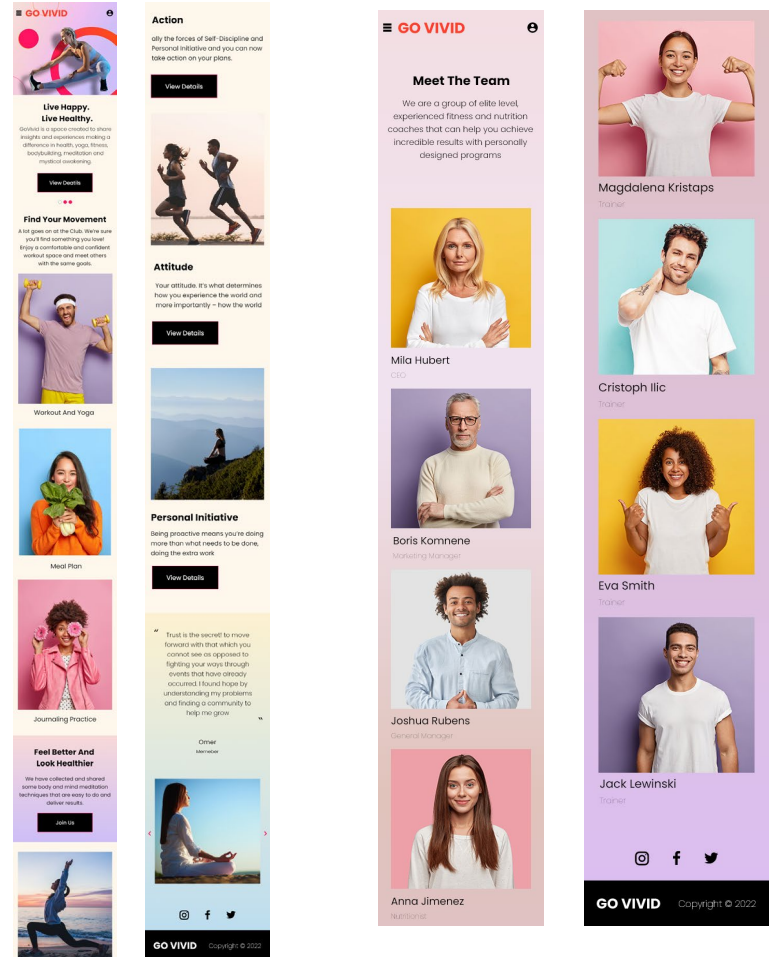 GO VIVID
Live Happy.
Live Healthy.
GoVivid is a space created to share
insights and experiences making a
difference in health, yoga, fitness,
bodybuilding, meditation and
mystical awakening.
View Deatils
Find Your Movement
A lot goes on at the Club. We're sure
you'll find something you love!
Enjoy a comfortable and confident
workout space and meet others
with the same goals.
Workout And Yoga
Meal Plan
Journaling Practice
Feel Better And
Look Healthier
We have collected and shared
some body and mind meditation
techniques that are easy to do and
deliver results.
Join Us
Action
ally the forces of Self-Discipline and
Personal Initiative and you can now
take action on your plans.
View Details
Attitude
Your attitude. It's what determines
how you experience the world and
more importantly – how the world
View Details
Personal Initiative
Being proactive means you're doing
more than what needs to be done,
doing the extra work
View Details
“
Trust is the secret! to move
forward with that which you
cannot see as opposed to
fighting your ways through
events that have already
occurred. I found hope by
understanding my problems
and finding a community to
help me grow
“
Omer
‹ ›
GO VIVID Copyright © 2022
GO VIVID
Meet The Team
We are a group of elite level,
experienced fitness and nutrition
coaches that can help you achieve
incredible results with personally
designed programs
Mila Hubert
CEO
Boris Komnene
Marketing Manager
Joshua Rubens
General Manager
Anna Jimenez
Nutritionist
Magdalena Kristaps
Trainer
Cristoph Ilic
Trainer
Eva Smith
Trainer
Jack Lewinski
Trainer
GO VIVID Copyright © 2022